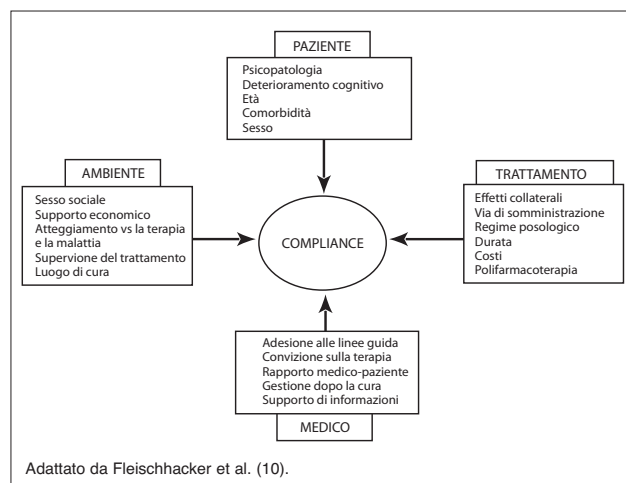 PAZIENTE
Psicopatologia
Deterioramento cognitivo
Età
Comorbidità
Sesso
AMBIENTE
Sesso sociale
Supporto economico
Atteggiamento vs la terapia
e la malattia
Supervione del trattamento
Luogo di cura
COMPLIANCE
TRATTAMENTO
Effetti collaterali
Via di somministrazione
Regime posologico
Durata
Costi
Polifarmacoterapia
Adesione alle linee guida
Convizione sulla terapia
Rapporto medico-paziente
Gestione dopo la cura
Supporto di informazioni
MEDICO
Adattato da Fleischhacker et al. (10).